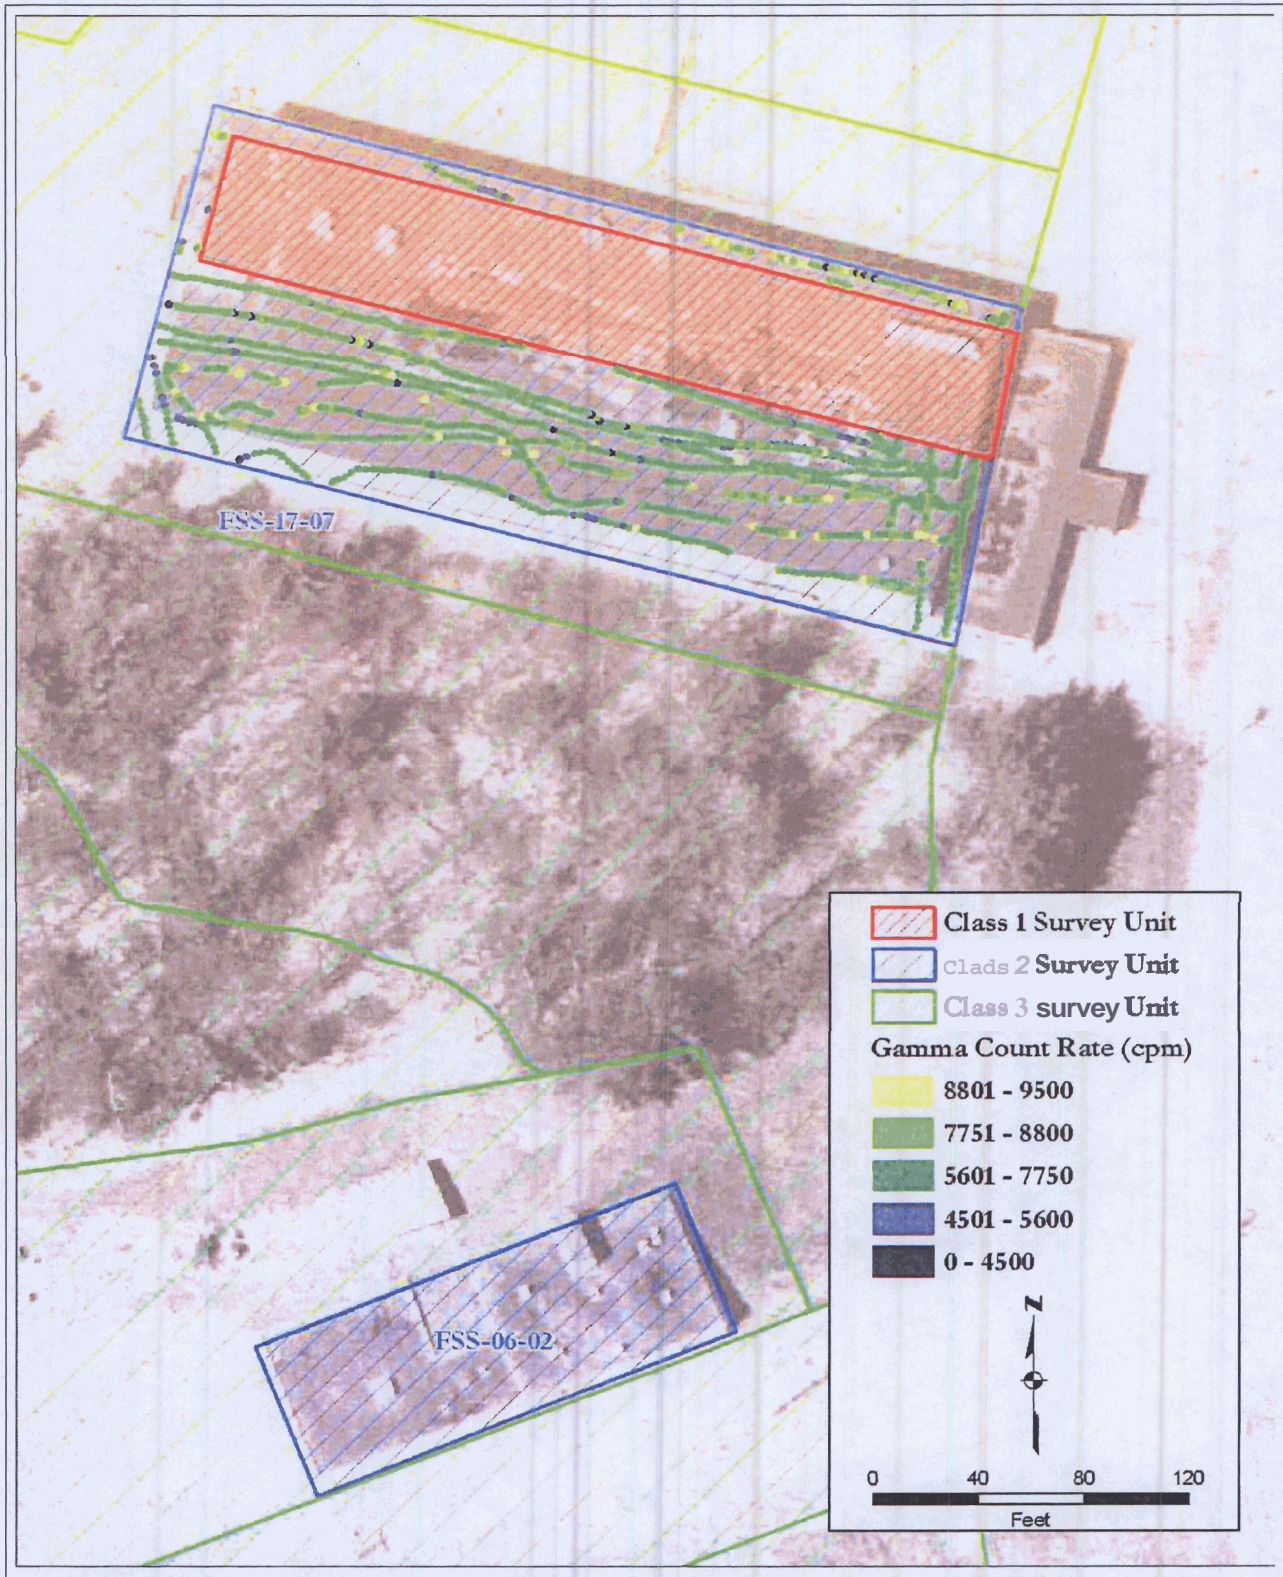 FSS-17-07
Class 1 Survey Unit
Clads 2 Survey Unit
Class 3 survey Unit
Gamma Count Rate (cpm)
8801 - 9500
7751 - 8800
5601 - 7750
4501 - 5600
0 - 4500
N
0 40 80 120
Feet
FSS-06-02